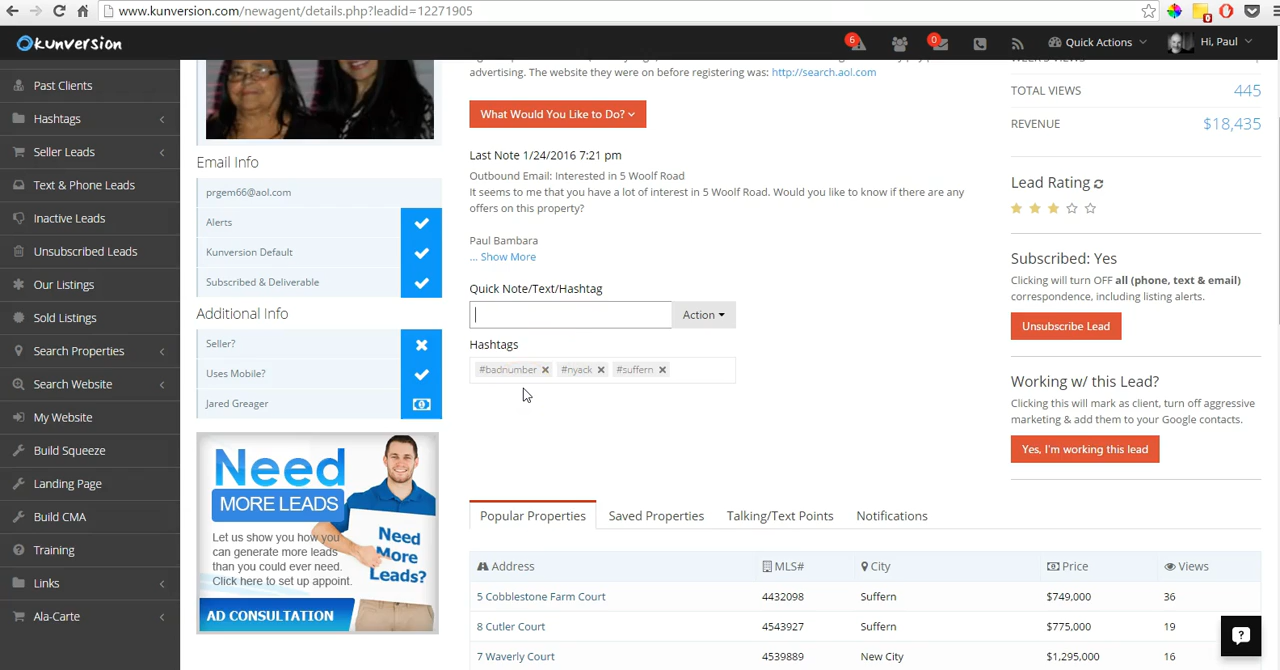 www.kunversion.com/newagent/details.php?leadid=12271905
0
kunversion
6
0
Quick Actions
Hi, Paul
Past Clients
Hashtags
Seller Leads
Text & Phone Leads
Inactive Leads
Unsubscribed Leads
Our Listings
Sold Listings
Search Properties
Search Website
My Website
Build Squeeze
Landing Page
Build CMA
Training
Links
Ala-Carte
Email Info
prgem66@aol.com
Alerts
Kunversion Default
Subscribed & Deliverable
Additional Info
Seller?
Uses Mobile?
Jared Greager
Need
MORE LEADS
Let us show you how you
can generate more leads
than you could ever need.
Click here to set up appoint.
AD CONSULTATION
Need
More
Leads?
advertising. The website they were on before registering was: http://search.aol.com
What Would You Like to Do?
Last Note 1/24/2016 7:21 pm
Outbound Email: Interested in 5 Woolf Road
It seems to me that you have a lot of interest in 5 Woolf Road. Would you like to know if there are any
offers on this property?
Paul Bambara
... Show More
Quick Note/Text/Hashtag
Action
Hashtags
#badnumber × #nyack × #suffern ×
Popular Properties
Saved Properties
Talking/Text Points
Notifications
Address MLS# City Price Views
5 Cobblestone Farm Court 4432098 Suffern $749,000 36
8 Cutler Court 4543927 Suffern $775,000 19
7 Waverly Court 4539889 New City $1,295,000 16
TOTAL VIEWS 445
REVENUE $18,435
Lead Rating
Subscribed: Yes
Clicking will turn OFF all (phone, text & email)
correspondence, including listing alerts.
Unsubscribe Lead
Working w/ this Lead?
Clicking this will mark as client, turn off aggressive
marketing & add them to your Google contacts.
Yes, I'm working this lead